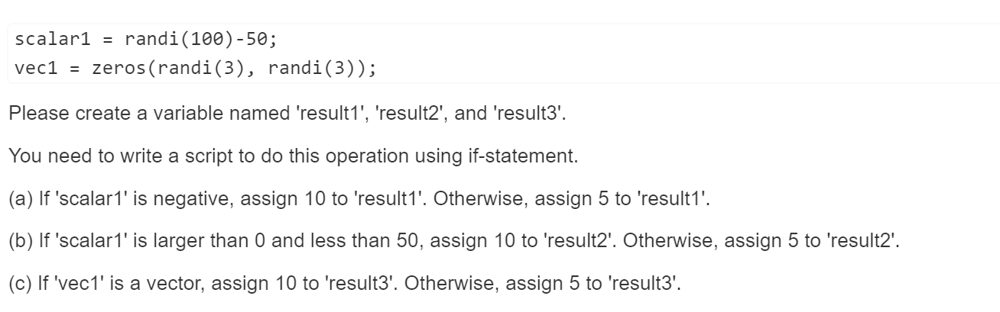 scalar1 = randi(100)-50;
vec1 = zeros(randi(3), randi(3));
Please create a variable named 'result1', 'result2', and 'result3'.
You need to write a script to do this operation using if-statement.
(a) If 'scalar1' is negative, assign 10 to 'result1'. Otherwise, assign 5 to 'result1'.
(b) If 'scalar1' is larger than 0 and less than 50, assign 10 to 'result2'. Otherwise, assign 5 to 'result2'.
(c) If 'vec1' is a vector, assign 10 to 'result3'. Otherwise, assign 5 to 'result3'.